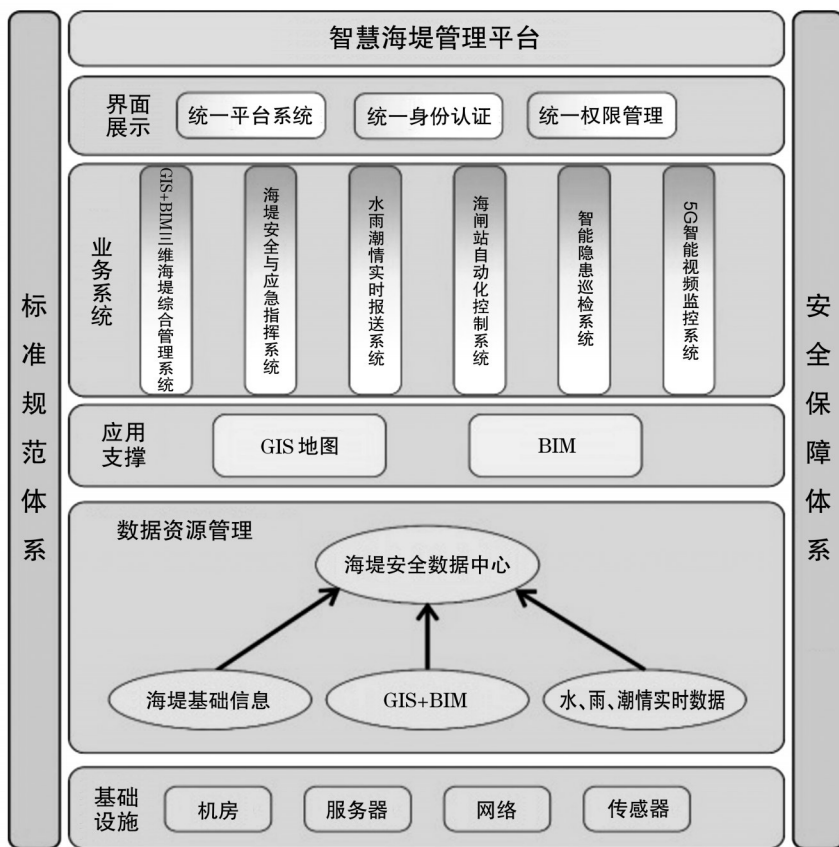 智慧海堤管理平台
界面
展示
统一平台系统
统一身份认证
统一权限管理
业务系统
GIS+BIM三维海堤综合管理系统
海堤安全与应急指挥系统
水雨潮情实时报送系统
海闸站自动化控制系统
智能隐患巡检系统
5G智能视频监控系统
应用
支撑
GIS地图
BIM
数据资源管理
海堤安全数据中心
海堤基础信息
GIS+BIM
水、雨、潮情实时数据
基础
设施
机房
服务器
网络
传感器
标准规范体系
安全保障体系